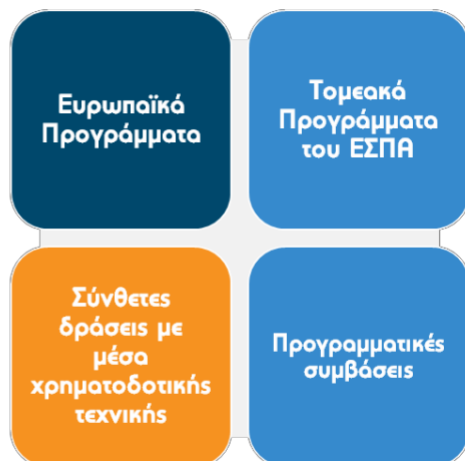 Ευρωπαϊκά
Προγράμματα
Τομεακά
Προγράμματα
του ΕΣΠΑ
Σύνθετες
δράσεις με
μέσα
χρηματοδοτικής
τεχνικής
Προγραμματικές
συμβάσεις